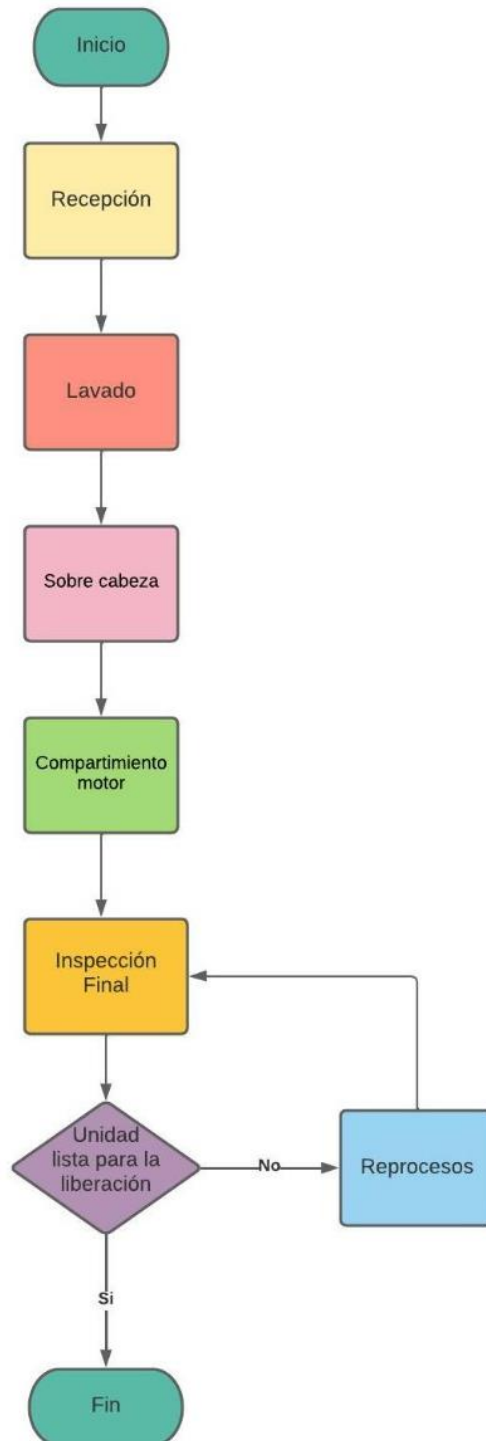 Inicio
Recepción
Lavado
Sobre cabeza
Compartimiento
motor
Inspección
Final
Unidad
lista para la
liberación
No
Reprocesos
Si
Fin